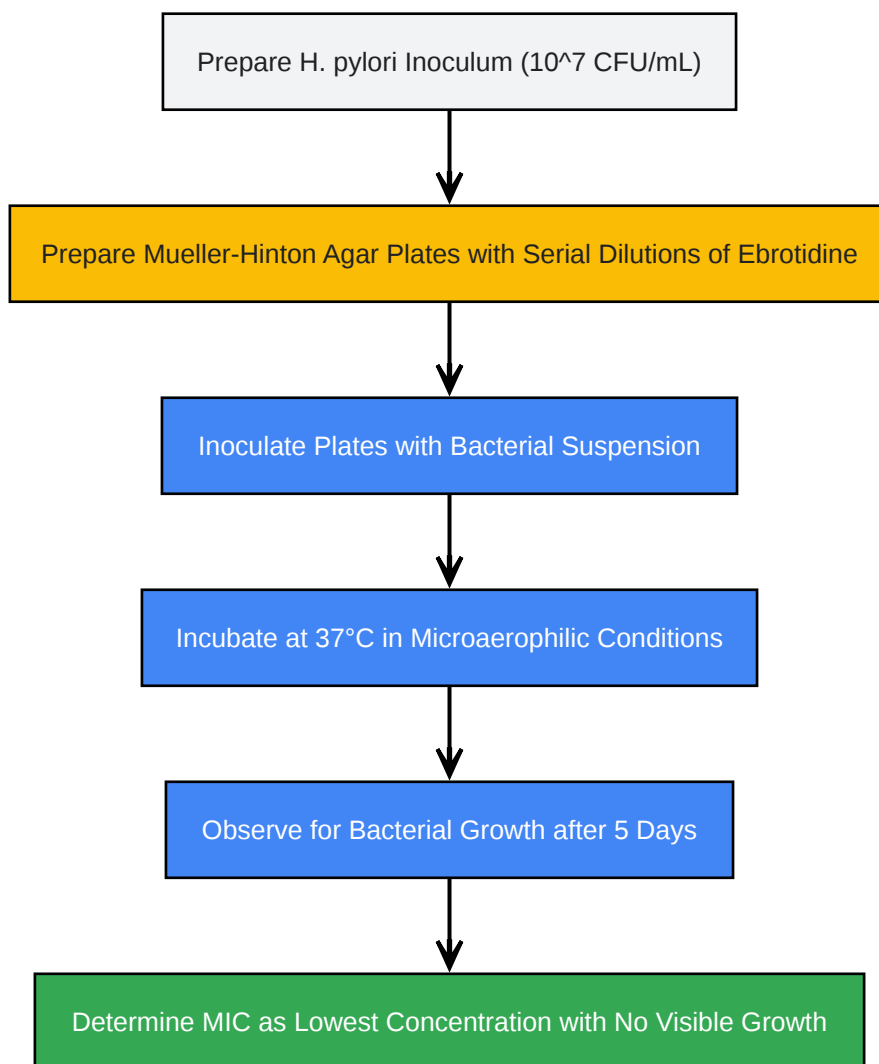 Prepare H. pylori Inoculum (10^7 CFU/mL)
Prepare Mueller-Hinton Agar Plates with Serial Dilutions of Ebrotidine
Inoculate Plates with Bacterial Suspension
Incubate at 37°C in Microaerophilic Conditions
Observe for Bacterial Growth after 5 Days
Determine MIC as Lowest Concentration with No Visible Growth